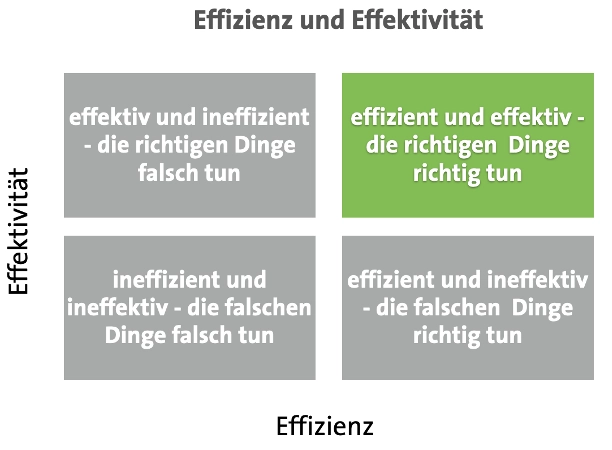 Effizienz und Effektivität
effektiv und ineffizient
- die richtigen Dinge
falsch tun
effizient und effektiv -
die richtigen Dinge
richtig tun
Effektivität
ineffizient und
ineffektiv - die falschen
Dinge falsch tun
effizient und ineffektiv
- die falschen Dinge
richtig tun
Effizienz